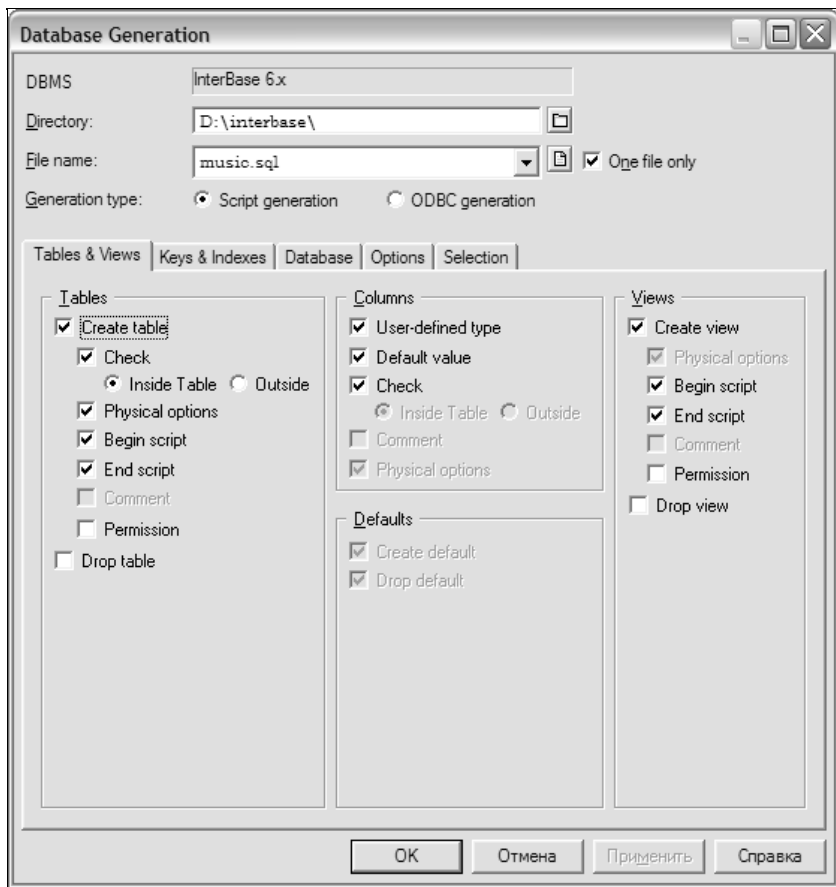 Database Generation
DBMS InterBase 6.x
Directory: D:\interbase\
File name: music.sql One file only
Generation type: Script generation ODBC generation
Tables & Views Keys & Indexes Database Options Selection
Tables
Create table
Check
Inside Table Outside
Physical options
Begin script
End script
Comment
Permission
Drop table
Columns
User-defined type
Default value
Check
Inside Table Outside
Comment
Physical options
Defaults
Create default
Drop default
Views
Create view
Physical options
Begin script
End script
Comment
Permission
Drop view
OK Отмена Применить Справка